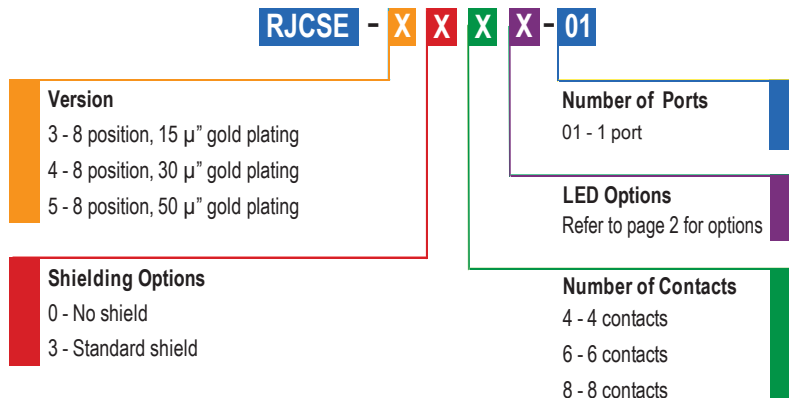 RJCSE - X X X X - 01
Version
3 - 8 position, 15 µ" gold plating
4 - 8 position, 30 µ" gold plating
5 - 8 position, 50 µ" gold plating
Shielding Options
0 - No shield
3 - Standard shield
Number of Ports
01 - 1 port
LED Options
Refer to page 2 for options
Number of Contacts
4 - 4 contacts
6 - 6 contacts
8 - 8 contacts